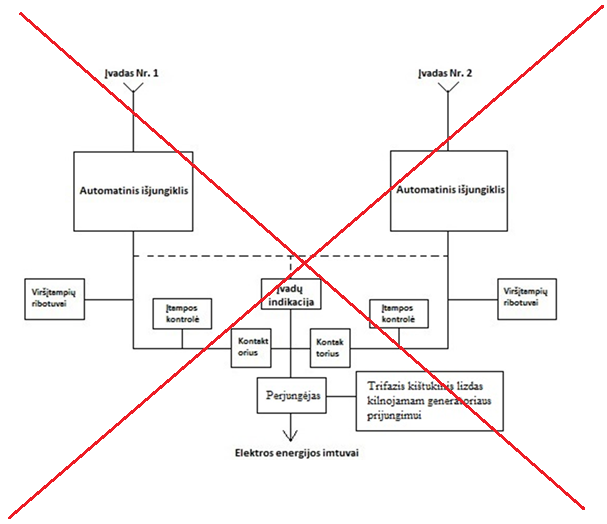 Įvadas Nr. 1
Įvadas Nr. 2
Automatinis išjungiklis
Automatinis išjungiklis
Viršįtampių
ribotuvai
Įtampos
kontrolė
Įvadų
indikacija
Įtampos
kontrolė
Viršįtampių
ribotuvai
Kontakt
orius
Kontak
torius
Perjungėjas
Trifazis kištukinis lizdas
kilnojamam generatoriaus
prijungimui
Elektros energijos imtuvai